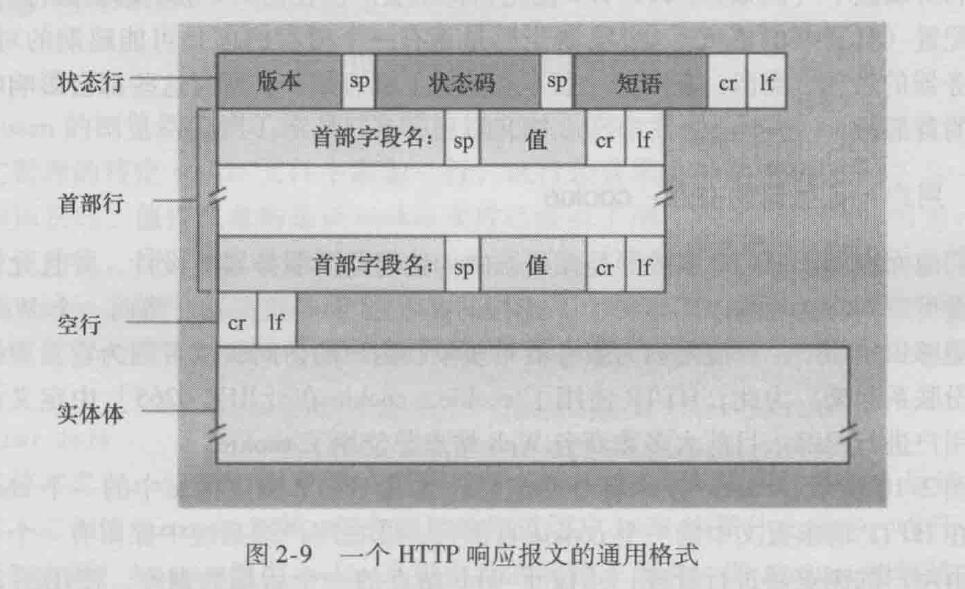 状态行 版本 sp 状态码 sp 短语 cr lf
首部字段名： sp 值 cr lf
首部行
首部字段名： sp 值 cr lf
空行 cr lf
实体体
图 2-9 一个 HTTP 响应报文的通用格式